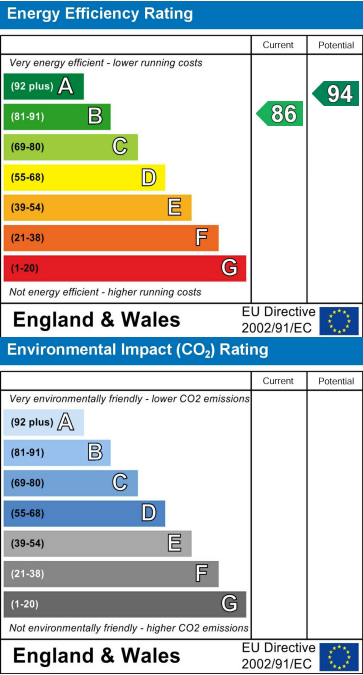 Energy Efficiency Rating
Current Potential
Very energy efficient - lower running costs
(92 plus) A
94
(81-91) B
86
(69-80) C
(55-68) D
(39-54) E
(21-38) F
(1-20) G
Not energy efficient - higher running costs
England & Wales
EU Directive
2002/91/EC
Environmental Impact (CO₂) Rating
Current Potential
Very environmentally friendly - lower CO2 emissions
(92 plus) A
(81-91) B
(69-80) C
(55-68) D
(39-54) E
(21-38) F
(1-20) G
Not environmentally friendly - higher CO2 emissions
England & Wales
EU Directive
2002/91/EC